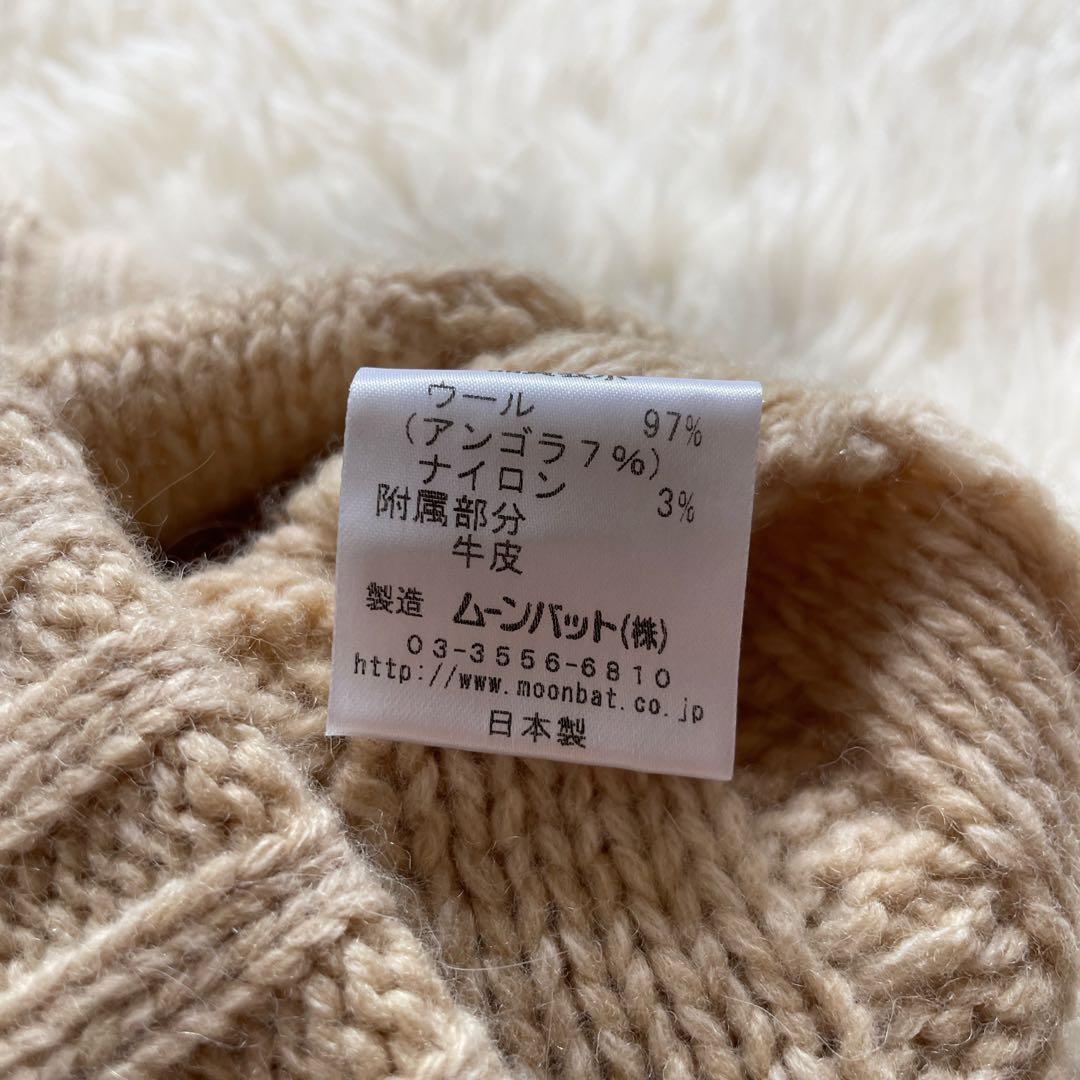 ウール 97%
(アンゴラ７％)
ナイロン 3%
附属部分
牛皮
製造 ムーンバット(株)
０３-３５５６-６８１０
http://www.moonbat.co.jp
日本製